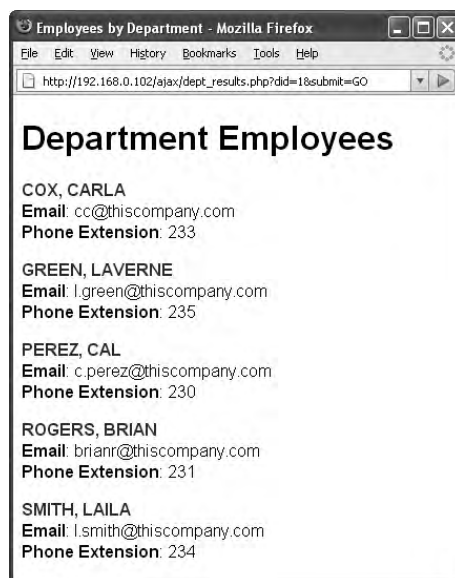 Employees by Department - Mozilla Firefox
File Edit View History Bookmarks Tools Help
http://192.168.0.102/ajax/dept_results.php?did=1&submit=GO
Department Employees
COX, CARLA
Email: cc@thiscompany.com
Phone Extension: 233
GREEN, LAVERNE
Email: l.green@thiscompany.com
Phone Extension: 235
PEREZ, CAL
Email: c.perez@thiscompany.com
Phone Extension: 230
ROGERS, BRIAN
Email: brianr@thiscompany.com
Phone Extension: 231
SMITH, LAILA
Email: l.smith@thiscompany.com
Phone Extension: 234